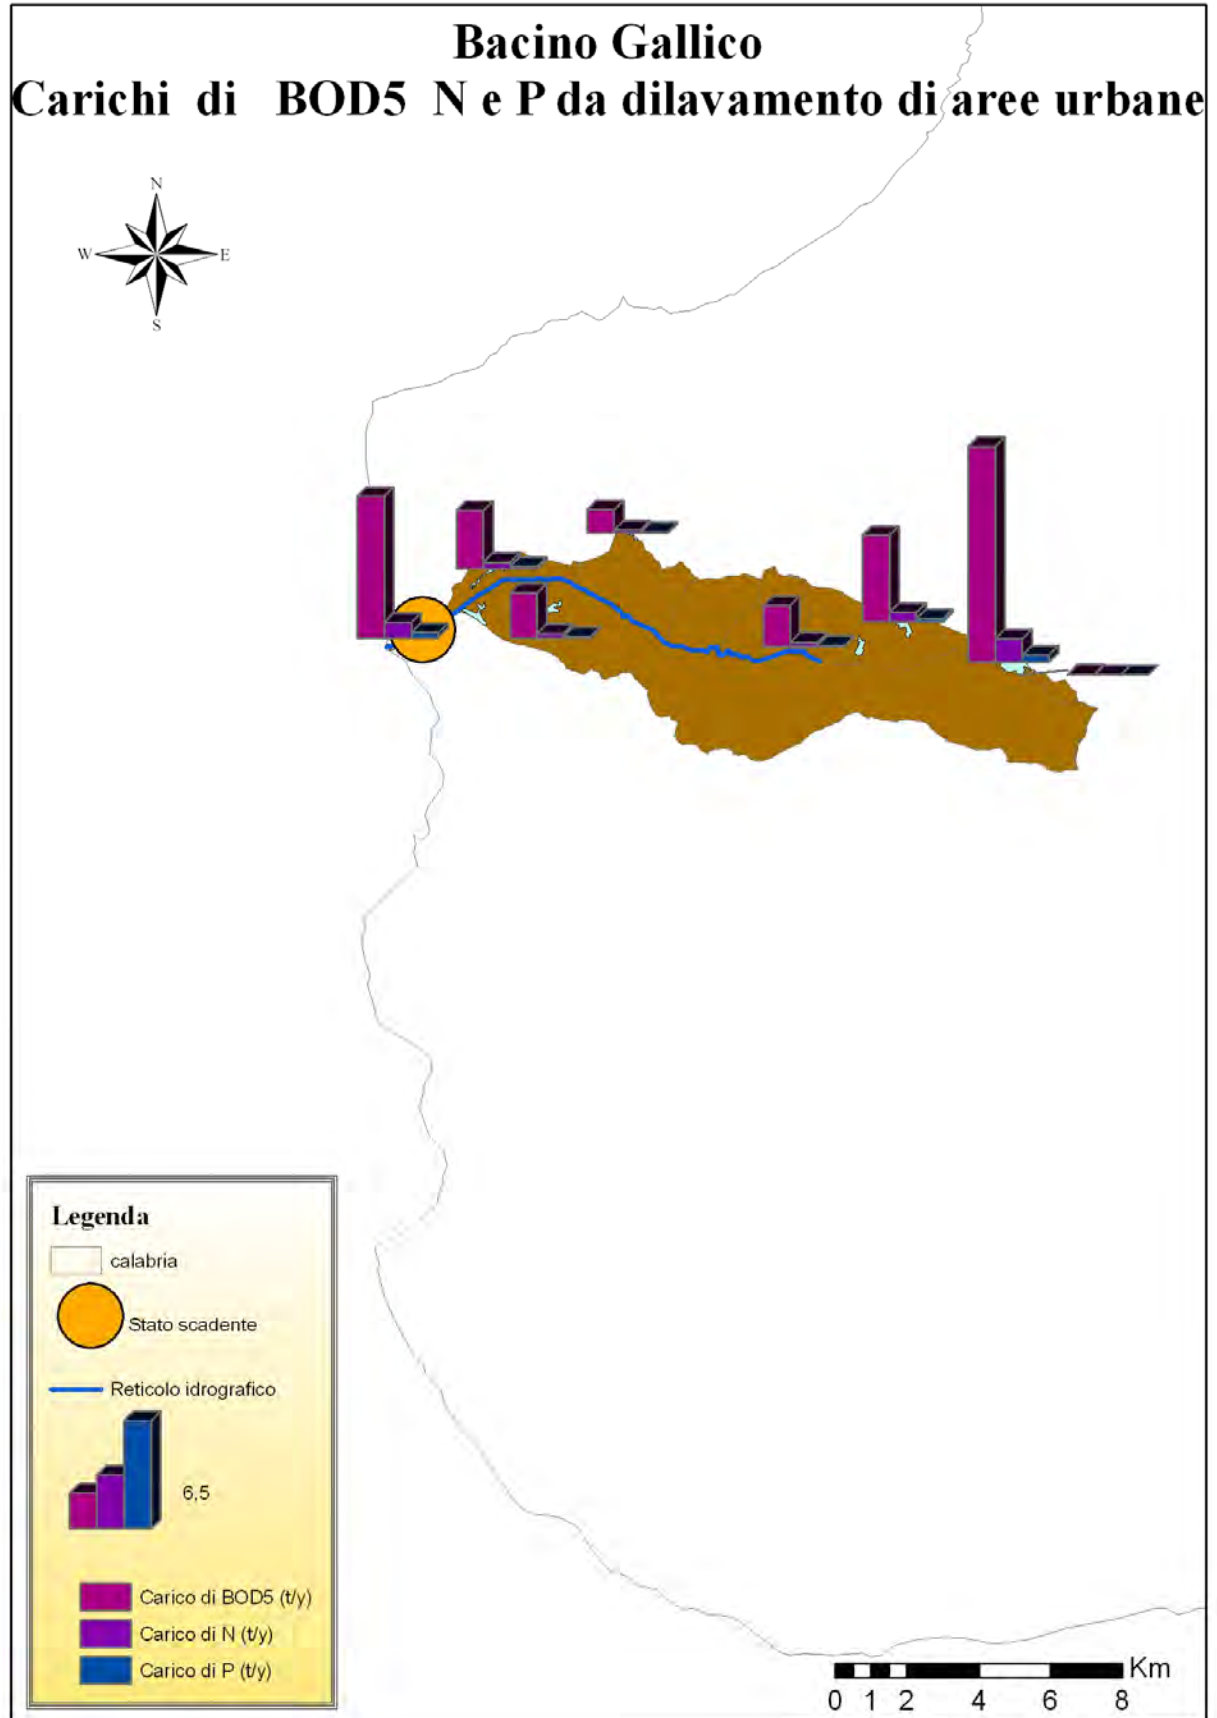 Bacino Gallico
Carichi di BOD5 N e P da dilavamento di aree urbane
N
W E
S
Legenda
calabria
Stato scadente
Reticolo idrografico
6,5
Carico di BOD5 (t/y)
Carico di N (t/y)
Carico di P (t/y)
Km
0 1 2 4 6 8